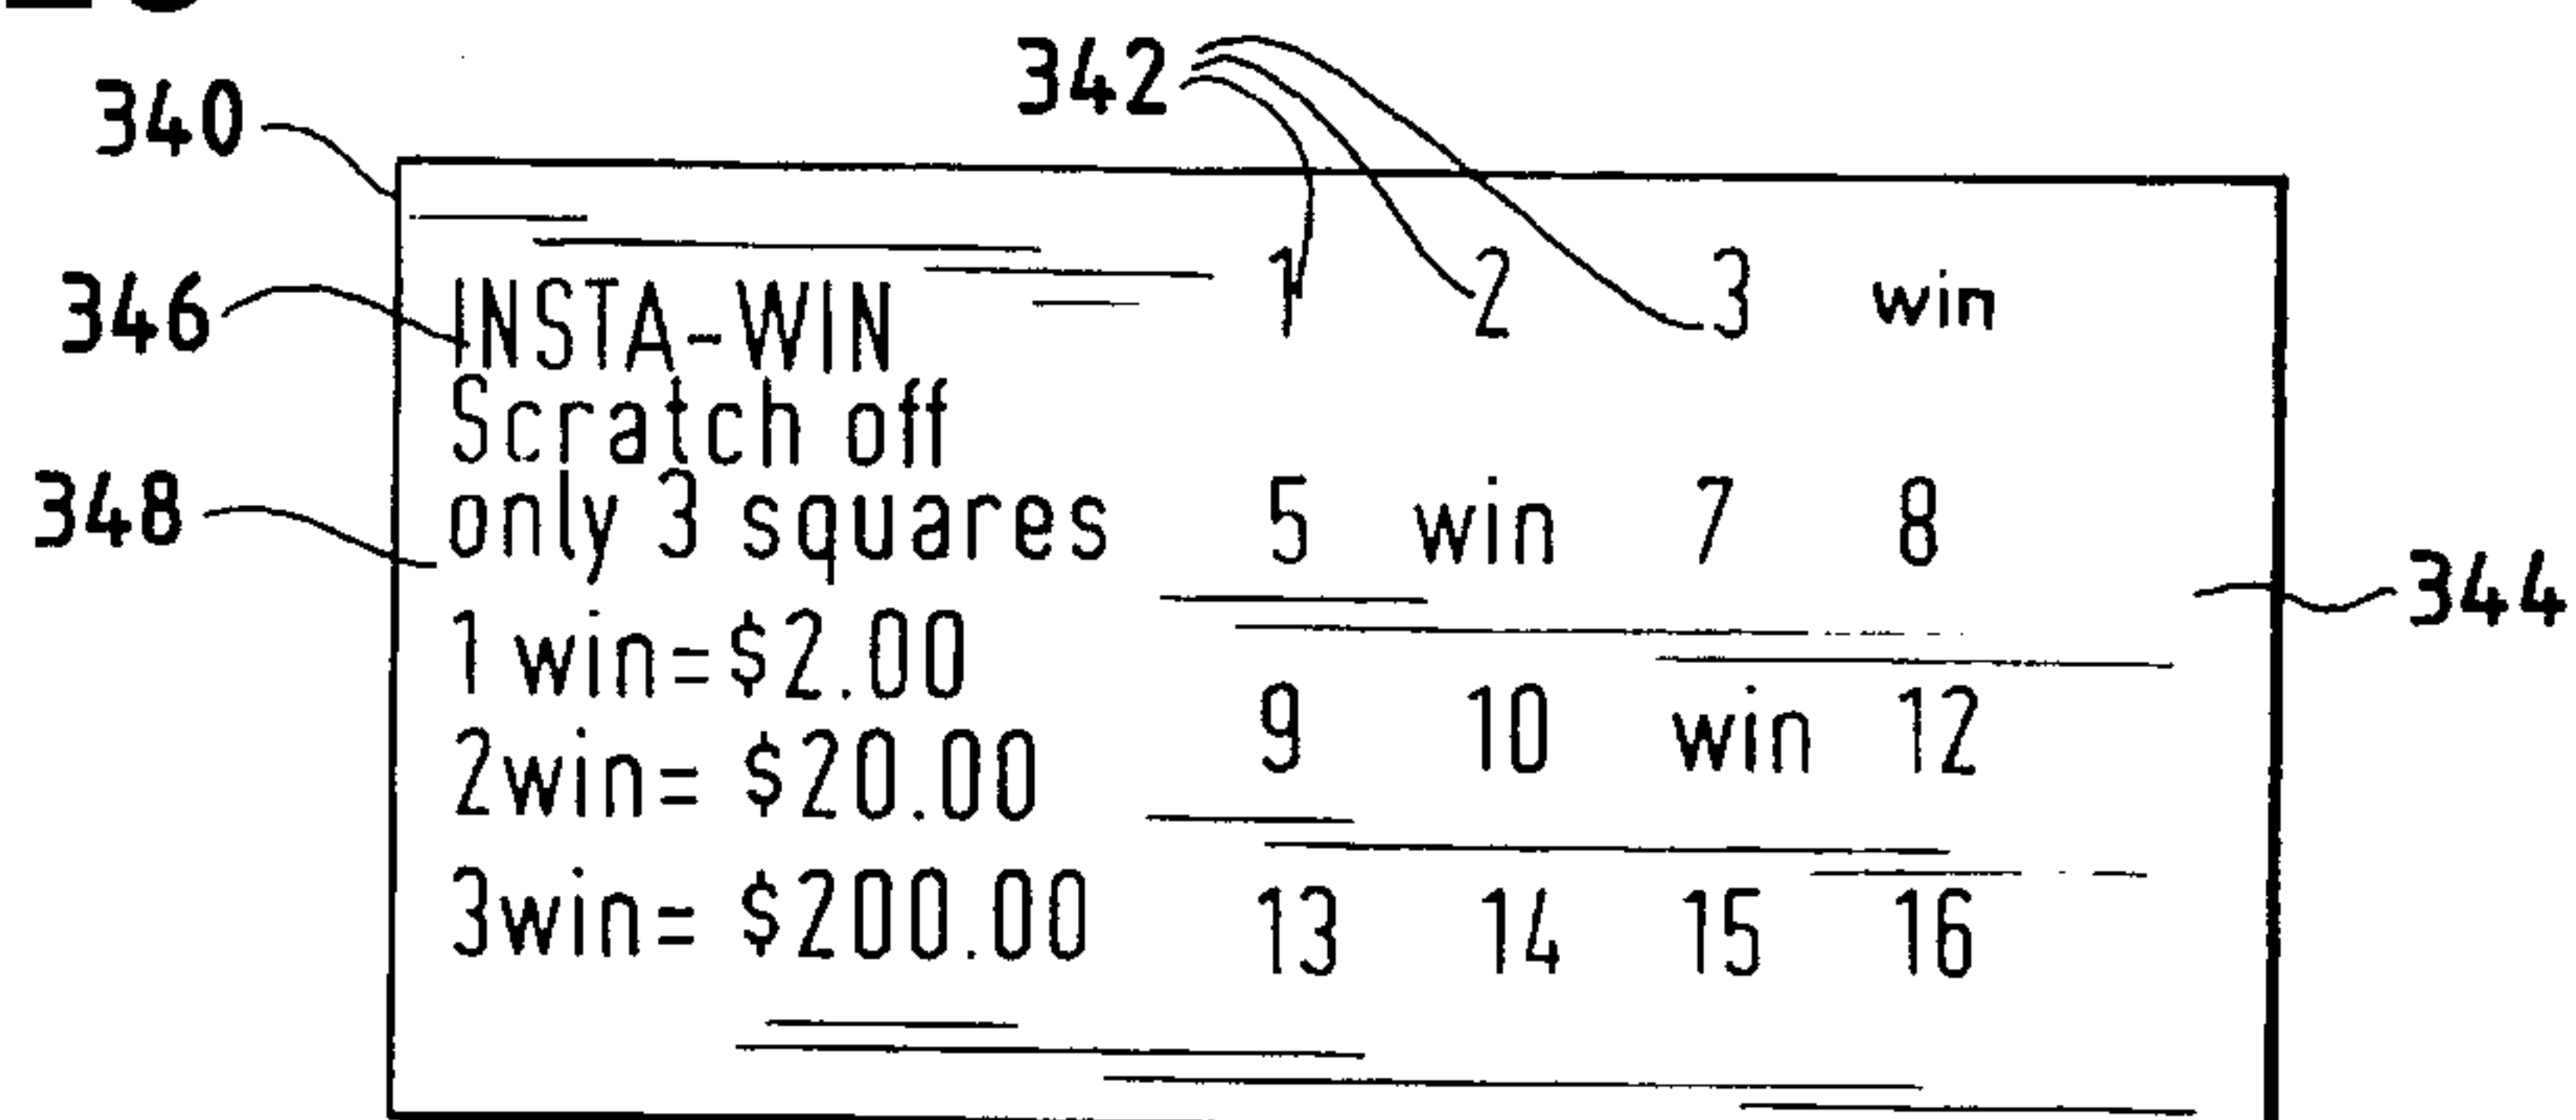 342
340
346
INSTA-WIN
1 2 3 win
Scratch off
348
only 3 squares
5 win 7 8
344
1 win=$2.00
9 10 win 12
2win= $20.00
3win= $200.00
13 14 15 16